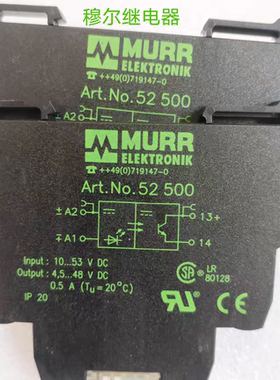 穆尔继电器
MURR
ELEKTRONIK
☎ ++49(0)719147-0
Art.No.52 500
± A2
MURR
ELEKTRONIK
☎ ++49(0)719147-0
Art.No.52 500
± A2
13+
∓ A1
14
Input: 10...53 V DC
Output: 4,5...48 V DC
0.5 A (Tu=20°C)
IP 20
SA
LR
80128
UR
CE